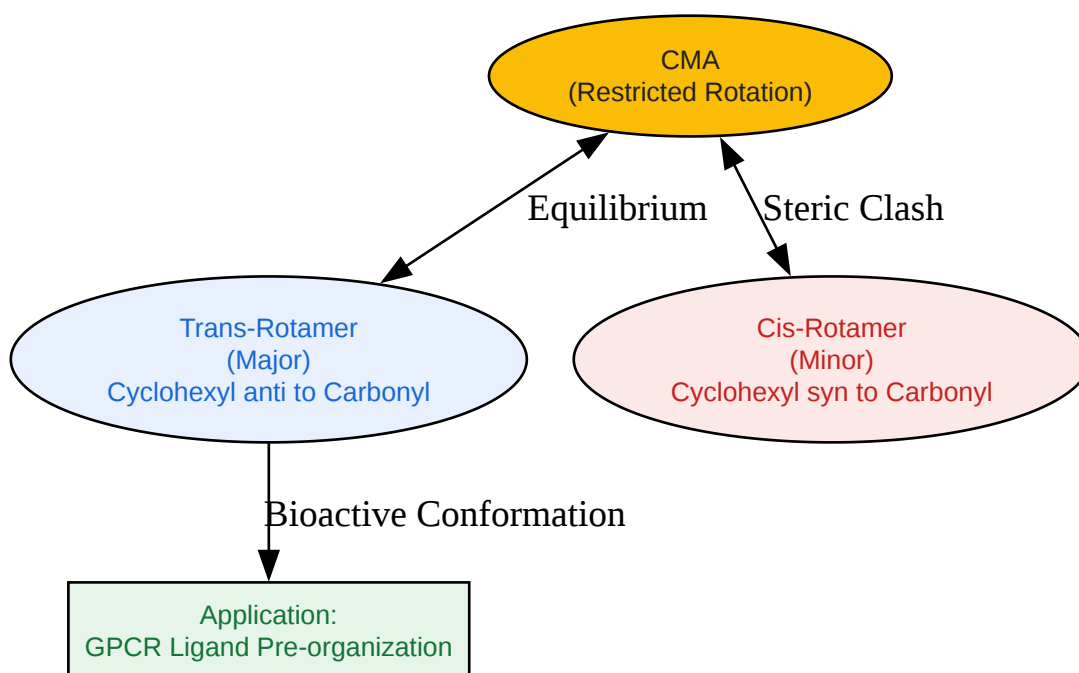 CMA
(Restricted Rotation)
Equilibrium
Steric Clash
Trans-Rotamer
(Major)
Cyclohexyl anti to Carbonyl
Cis-Rotamer
(Minor)
Cyclohexyl syn to Carbonyl
Bioactive Conformation
Application:
GPCR Ligand Pre-organization